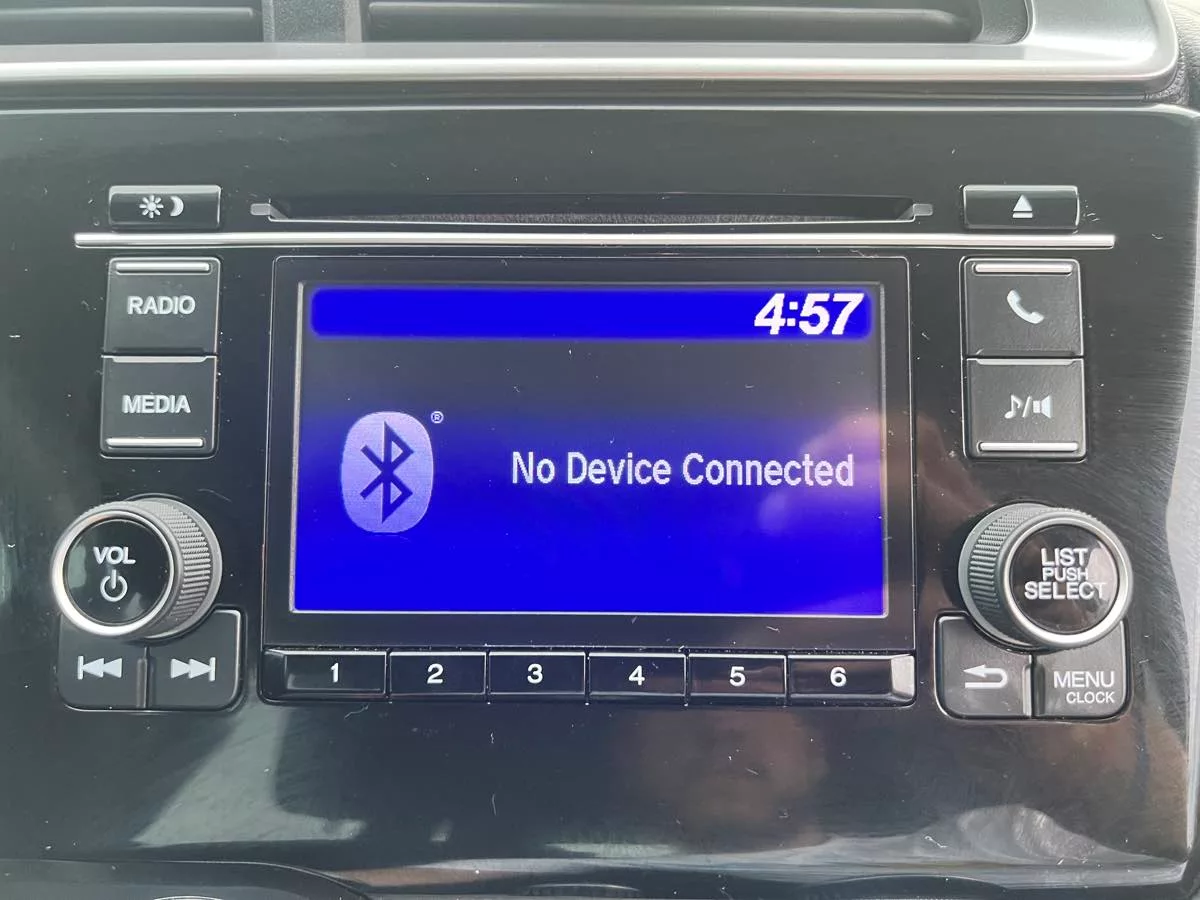 RADIO
4:57
MEDIA
®
No Device Connected
VOL
LIST
PUSH
SELECT
1 2 3 4 5 6
MENU
CLOCK